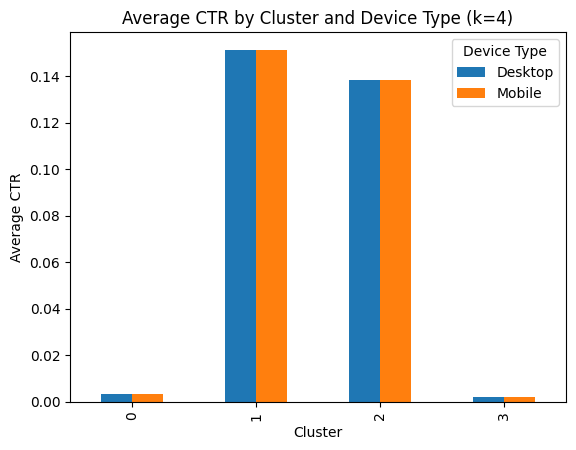 Average CTR by Cluster and Device Type (k=4)
Device Type
Desktop
Mobile
Average CTR
0.14
0.12
0.10
0.08
0.06
0.04
0.02
0.00
0
1
2
3
Cluster